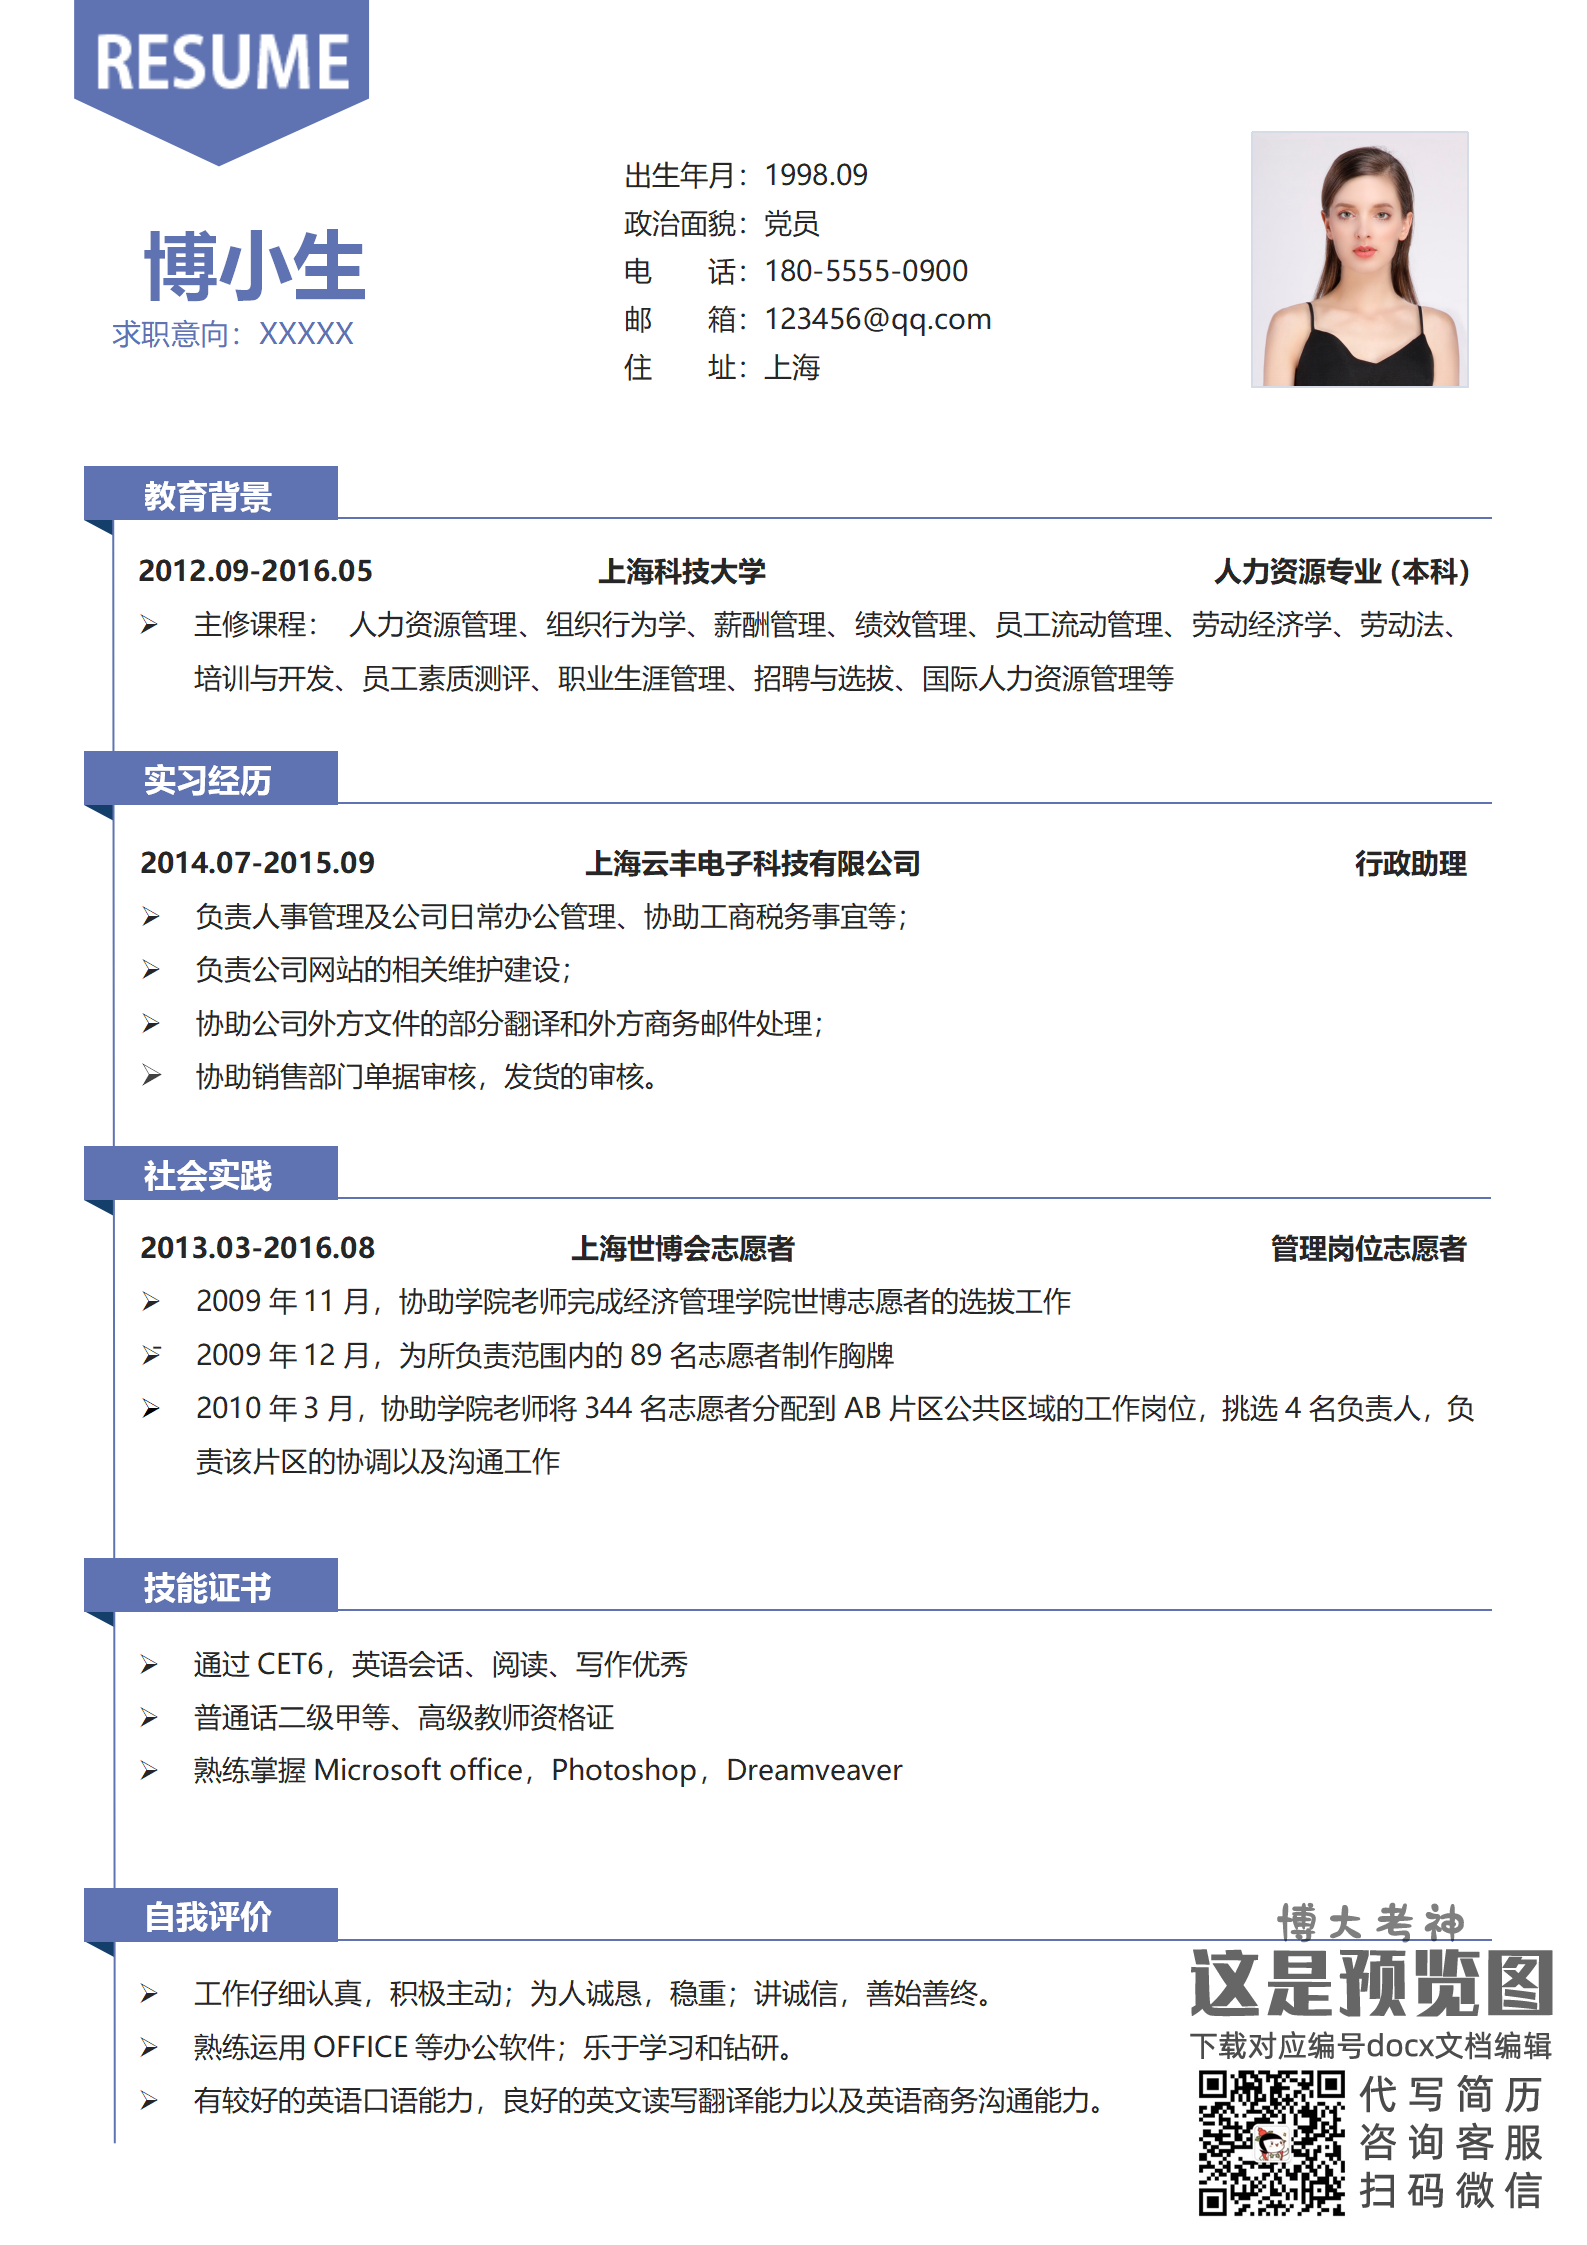 RESUME
博小生
求职意向：XXXXX
出生年月：1998.09
政治面貌：党员
电　　话：180-5555-0900
邮　　箱：123456@qq.com
住　　址：上海
教育背景
2012.09-2016.05 上海科技大学 人力资源专业（本科）
主修课程： 人力资源管理、组织行为学、薪酬管理、绩效管理、员工流动管理、劳动经济学、劳动法、
培训与开发、员工素质测评、职业生涯管理、招聘与选拔、国际人力资源管理等
实习经历
2014.07-2015.09 上海云丰电子科技有限公司 行政助理
负责人事管理及公司日常办公管理、协助工商税务事宜等；
负责公司网站的相关维护建设；
协助公司外方文件的部分翻译和外方商务邮件处理；
协助销售部门单据审核，发货的审核。
社会实践
2013.03-2016.08 上海世博会志愿者 管理岗位志愿者
2009 年 11 月，协助学院老师完成经济管理学院世博志愿者的选拔工作
2009 年 12 月，为所负责范围内的 89 名志愿者制作胸牌
2010 年 3 月，协助学院老师将 344 名志愿者分配到 AB 片区公共区域的工作岗位，挑选 4 名负责人，负
责该片区的协调以及沟通工作
技能证书
通过 CET6，英语会话、阅读、写作优秀
普通话二级甲等、高级教师资格证
熟练掌握 Microsoft office，Photoshop，Dreamveaver
自我评价
工作仔细认真，积极主动；为人诚恳，稳重；讲诚信，善始善终。
熟练运用 OFFICE 等办公软件；乐于学习和钻研。
有较好的英语口语能力，良好的英文读写翻译能力以及英语商务沟通能力。
博大考神
这是预览图
下载对应编号docx文档编辑
代写简历
咨询客服
扫码微信